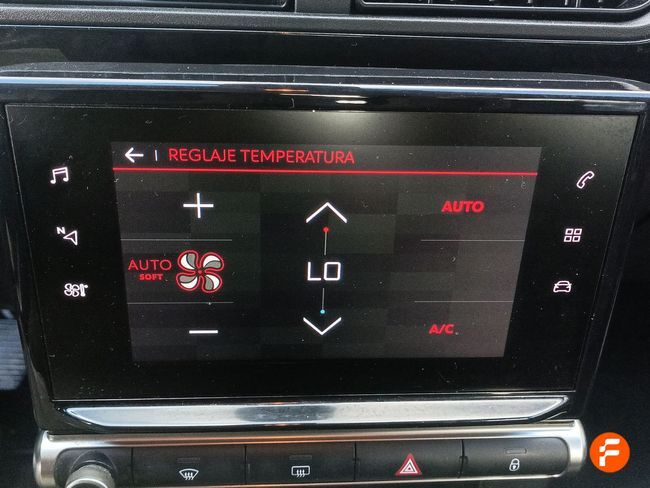 REGLAJE TEMPERATURA
AUTO
AUTO
SOFT
LO
A/C
N